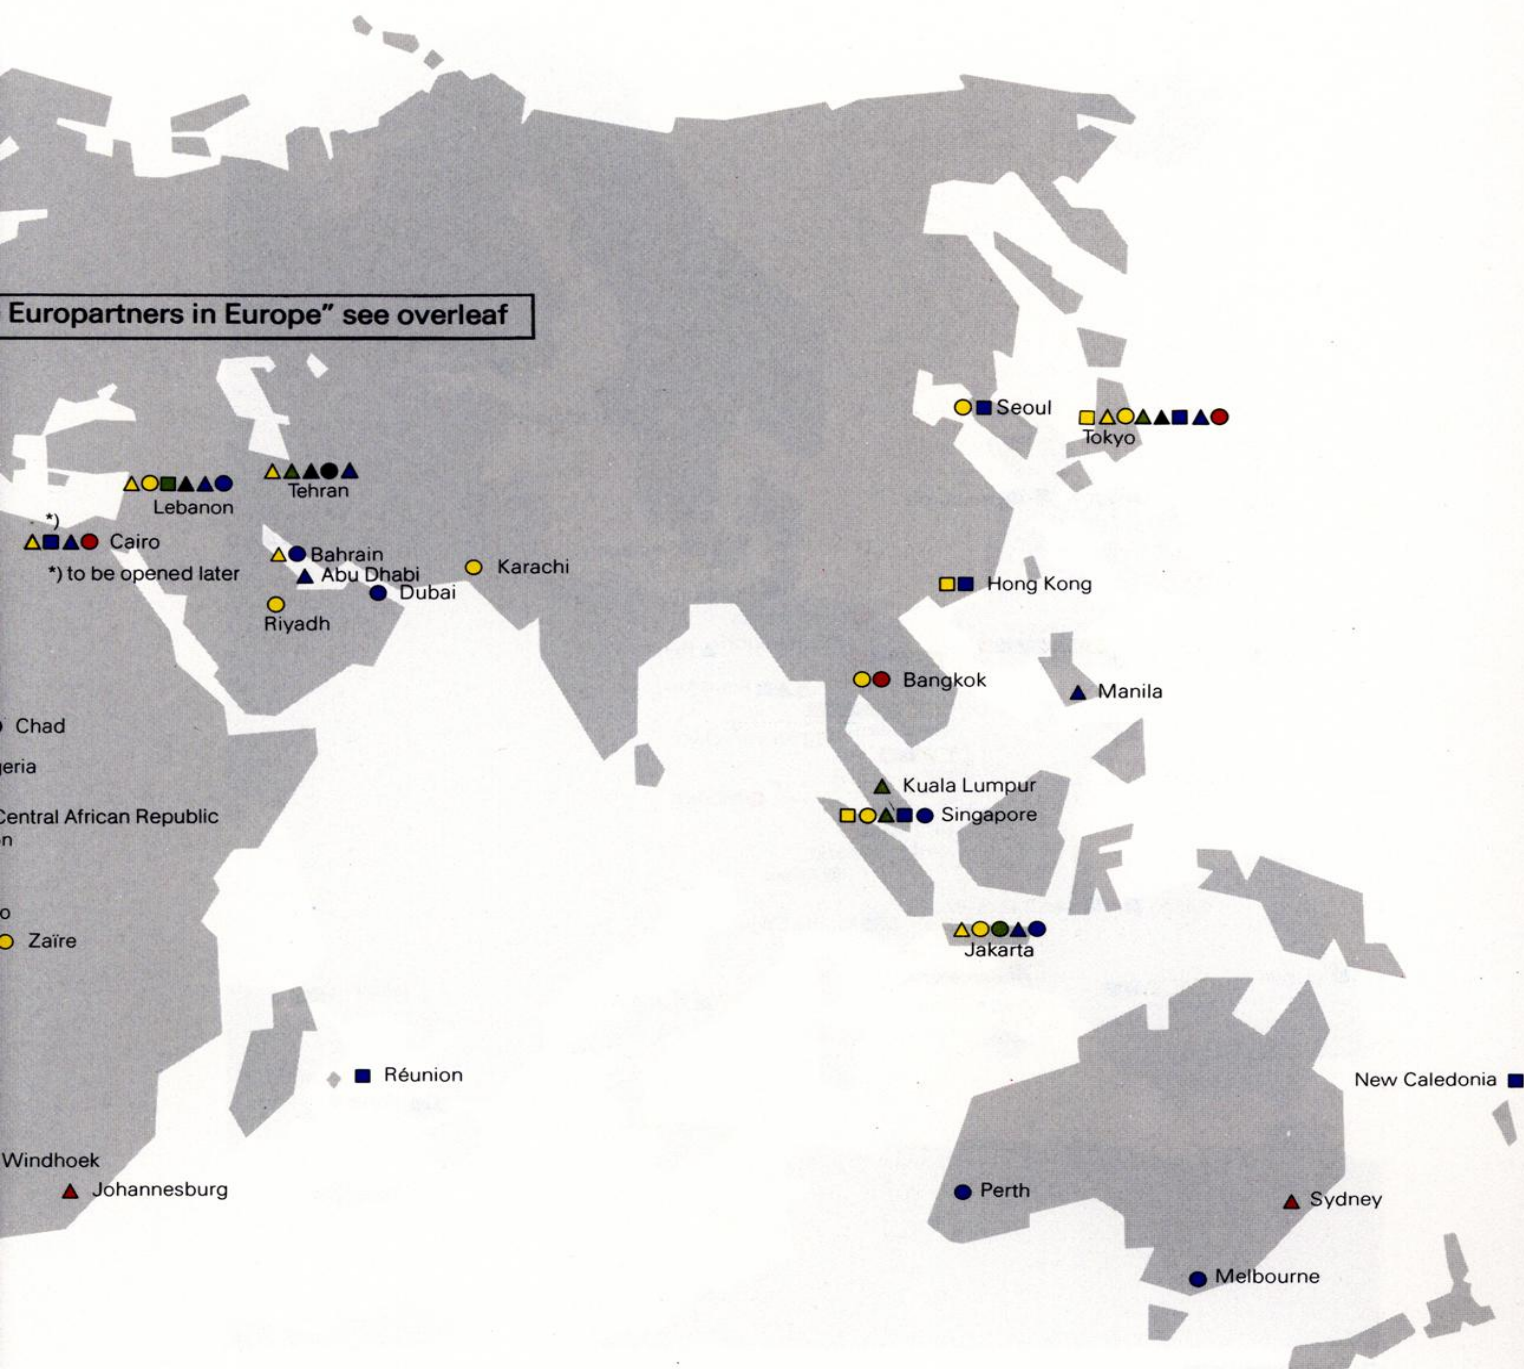 Europartners in Europe” see overleaf
Seoul
Tokyo
Tehran
Lebanon
*)
Cairo
*) to be opened later
Bahrain
Abu Dhabi
Dubai
Karachi
Riyadh
Hong Kong
Bangkok
Manila
Chad
geria
Kuala Lumpur
Central African Republic
on
Singapore
o
Zaïre
Jakarta
Réunion
New Caledonia
Windhoek
Johannesburg
Perth
Sydney
Melbourne